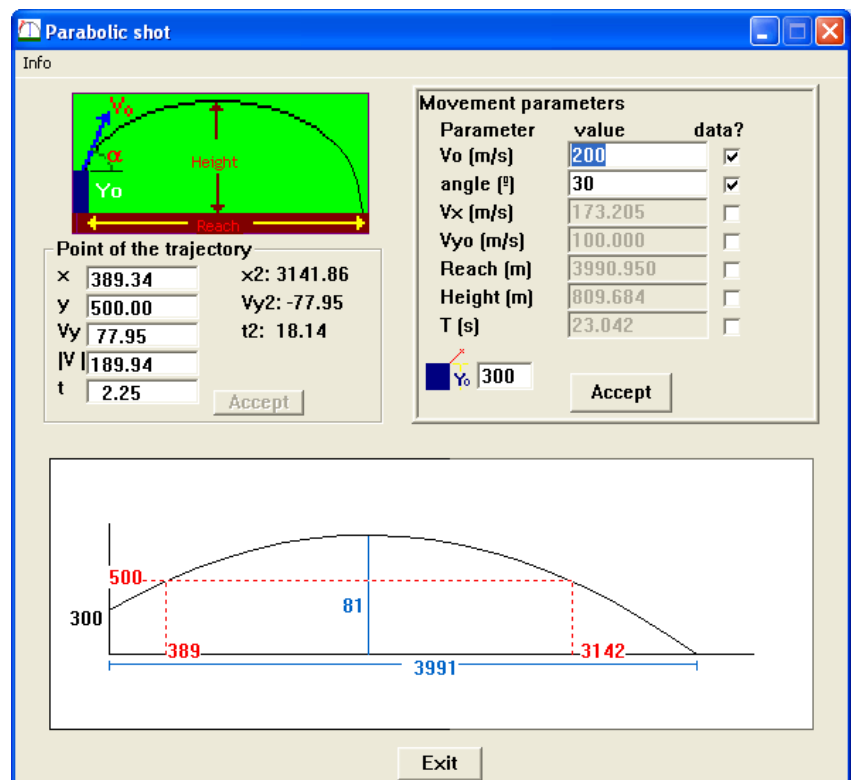 Parabolic shot
Info
Vo
α
Height
Yo
Reach
Movement parameters
Parameter value data?
Vo (m/s) 200
angle (º) 30
Vx (m/s) 173.205
Vyo (m/s) 100.000
Reach (m) 3990.950
Height (m) 809.684
T (s) 23.042
Yo 300
Accept
Point of the trajectory
x 389.34 x2: 3141.86
y 500.00 Vy2: -77.95
Vy 77.95 t2: 18.14
|V| 189.94
t 2.25
Accept
500
300
81
389
3142
3991
Exit